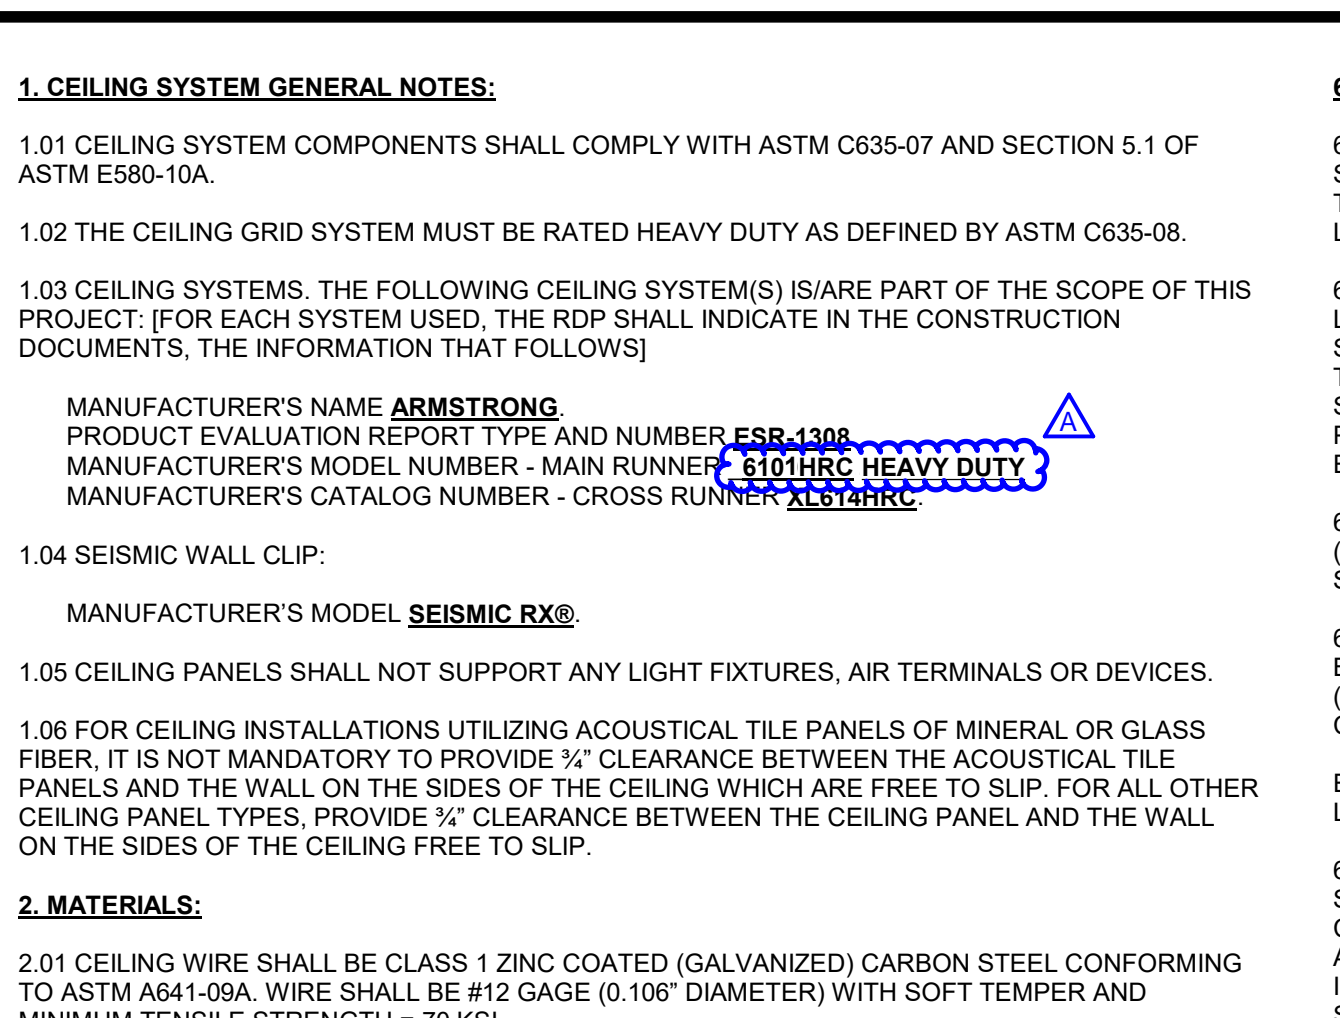 1. CEILING SYSTEM GENERAL NOTES:
1.01 CEILING SYSTEM COMPONENTS SHALL COMPLY WITH ASTM C635-07 AND SECTION 5.1 OF
ASTM E580-10A.
1.02 THE CEILING GRID SYSTEM MUST BE RATED HEAVY DUTY AS DEFINED BY ASTM C635-08.
1.03 CEILING SYSTEMS. THE FOLLOWING CEILING SYSTEM(S) IS/ARE PART OF THE SCOPE OF THIS
PROJECT: [FOR EACH SYSTEM USED, THE RDP SHALL INDICATE IN THE CONSTRUCTION
DOCUMENTS, THE INFORMATION THAT FOLLOWS]
MANUFACTURER'S NAME ARMSTRONG.
A
PRODUCT EVALUATION REPORT TYPE AND NUMBER ESR-1308
MANUFACTURER'S MODEL NUMBER - MAIN RUNNER 6101HRC HEAVY DUTY
MANUFACTURER'S CATALOG NUMBER - CROSS RUNNER XL614HRC.
1.04 SEISMIC WALL CLIP:
MANUFACTURER’S MODEL SEISMIC RX®.
1.05 CEILING PANELS SHALL NOT SUPPORT ANY LIGHT FIXTURES, AIR TERMINALS OR DEVICES.
1.06 FOR CEILING INSTALLATIONS UTILIZING ACOUSTICAL TILE PANELS OF MINERAL OR GLASS
FIBER, IT IS NOT MANDATORY TO PROVIDE ¾” CLEARANCE BETWEEN THE ACOUSTICAL TILE
PANELS AND THE WALL ON THE SIDES OF THE CEILING WHICH ARE FREE TO SLIP. FOR ALL OTHER
CEILING PANEL TYPES, PROVIDE ¾” CLEARANCE BETWEEN THE CEILING PANEL AND THE WALL
ON THE SIDES OF THE CEILING FREE TO SLIP.
2. MATERIALS:
2.01 CEILING WIRE SHALL BE CLASS 1 ZINC COATED (GALVANIZED) CARBON STEEL CONFORMING
TO ASTM A641-09A. WIRE SHALL BE #12 GAGE (0.106” DIAMETER) WITH SOFT TEMPER AND
MINIMUM TENSILE STRENGTH = 70 KSI